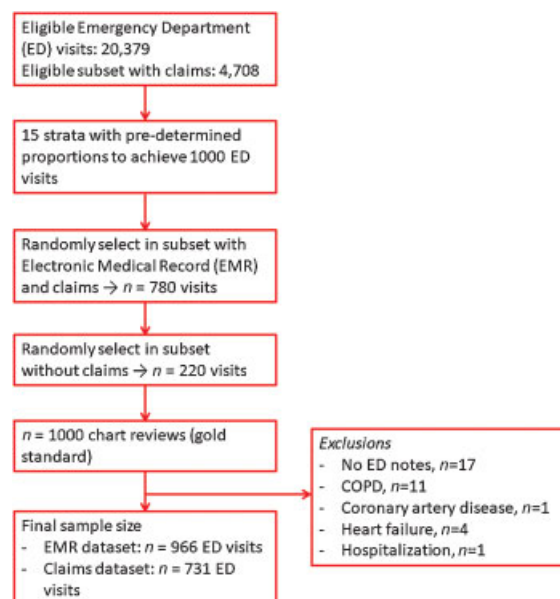 Eligible Emergency Department
(ED) visits: 20,379
Eligible subset with claims: 4,708
15 strata with pre-determined
proportions to achieve 1000 ED
visits
Randomly select in subset with
Electronic Medical Record (EMR)
and claims → n = 780 visits
Randomly select in subset
without claims → n = 220 visits
n = 1000 chart reviews (gold
standard)
Exclusions
- No ED notes, n=17
- COPD, n=11
- Coronary artery disease, n=1
- Heart failure, n=4
- Hospitalization, n=1
Final sample size
- EMR dataset: n = 966 ED visits
- Claims dataset: n = 731 ED
visits